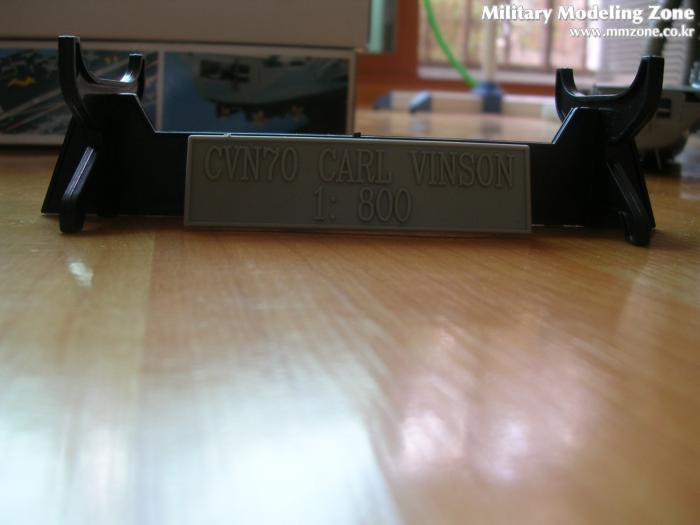 Military Modeling Zone
www.mmzone.co.kr
CVN70 CARL VINSON
1: 800